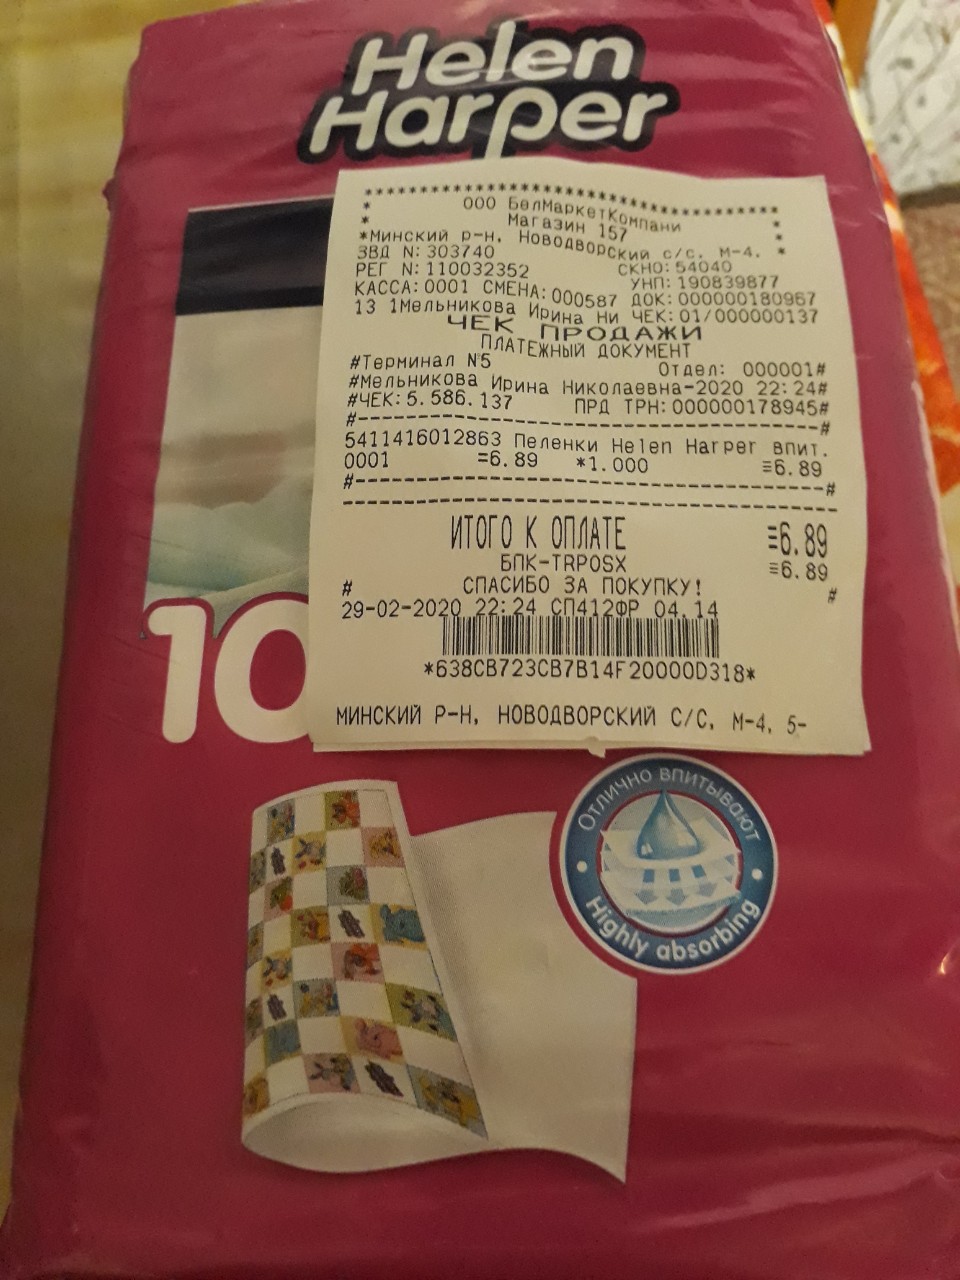 Helen
Harper
****************************************
* ООО БелМаркетКомпани *
* Магазин 157 *
*Минский р-н, Новодворский с/с, М-4, *
ЗВД N: 303740 СКНО: 54040
РЕГ N: 110032352 УНП: 190839877
КАССА: 0001 СМЕНА: 000587 ДОК: 000000180967
13 1Мельникова Ирина Ни ЧЕК: 01/000000137
ЧЕК ПРОДАЖИ
ПЛАТЕЖНЫЙ ДОКУМЕНТ
#Терминал N5 Отдел: 000001#
#Мельникова Ирина Николаевна-2020 22:24#
#ЧЕК: 5.586.137 ПРД ТРН: 000000178945#
#----------------------------------------#
5411416012863 Пеленки Helen Harper впит.
0001 =6.89 *1.000 ≡6.89
#----------------------------------------#
------------------------------------------
ИТОГО К ОПЛАТЕ ≡6.89
БПК-TRPOSX ≡6.89
# СПАСИБО ЗА ПОКУПКУ! #
29-02-2020 22:24 СП412ФР 04.14
*638CB723CB7B14F20000D318*
МИНСКИЙ Р-Н, НОВОДВОРСКИЙ С/С, М-4, 5-
10
Отлично впитывают
Highly absorbing